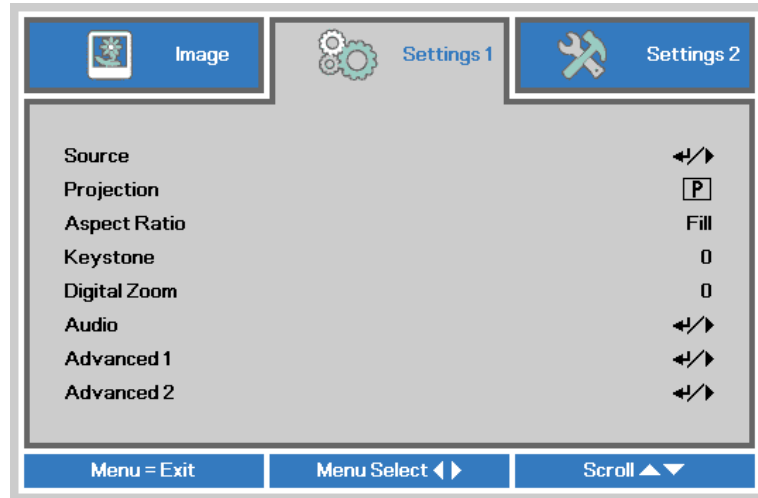 Image Settings 1 Settings 2
Source ↵/▶
Projection P
Aspect Ratio Fill
Keystone 0
Digital Zoom 0
Audio ↵/▶
Advanced 1 ↵/▶
Advanced 2 ↵/▶
Menu = Exit Menu Select ◀ ▶ Scroll ▲▼